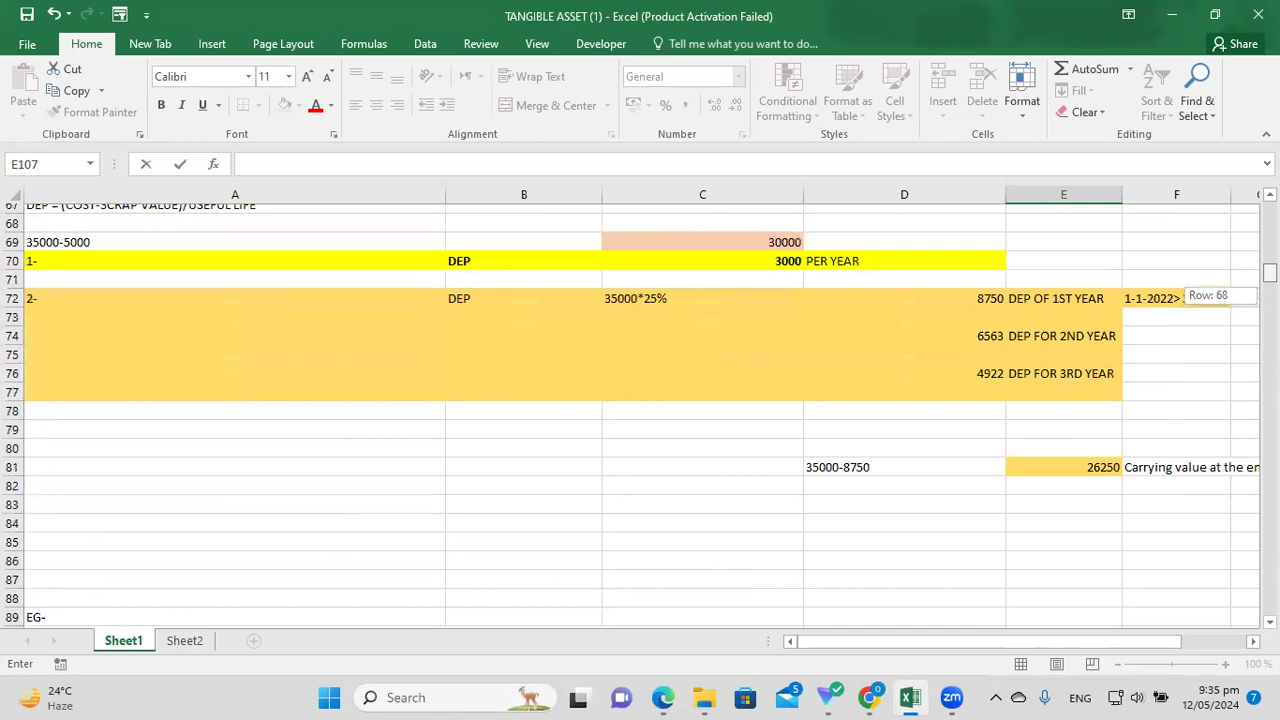 TANGIBLE ASSET (1) - Excel (Product Activation Failed)
File Home New Tab Insert Page Layout Formulas Data Review View Developer Tell me what you want to do... Share
Paste Cut Copy Format Painter
Calibri 11
B I U A
Wrap Text
Merge & Center
General
% ,
Conditional Formatting Format as Table Cell Styles
Insert Delete Format
AutoSum Fill Clear
Sort & Filter Find & Select
Clipboard Font Alignment Number Styles Cells Editing
E107 fx
A B C D E F
67 DEP = (COST-SCRAP VALUE)/USEFUL LIFE
68
69 35000-5000 30000
70 1- DEP 3000 PER YEAR
71
72 2- DEP 35000*25% 8750 DEP OF 1ST YEAR 1-1-2022> Row: 68
73
74 6563 DEP FOR 2ND YEAR
75
76 4922 DEP FOR 3RD YEAR
77
78
79
80
81 35000-8750 26250 Carrying value at the en
82
83
84
85
86
87
88
89 EG-
Sheet1 Sheet2
Enter 100 %
24°C
Haze
Search
5
0
ENG
9:35 pm
12/05/2024
7